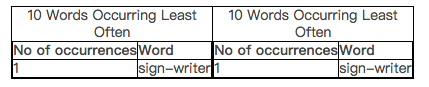 10 Words Occurring Least Often 10 Words Occurring Least Often
No of occurrences Word No of occurrences Word
1 sign-writer 1 sign-writer